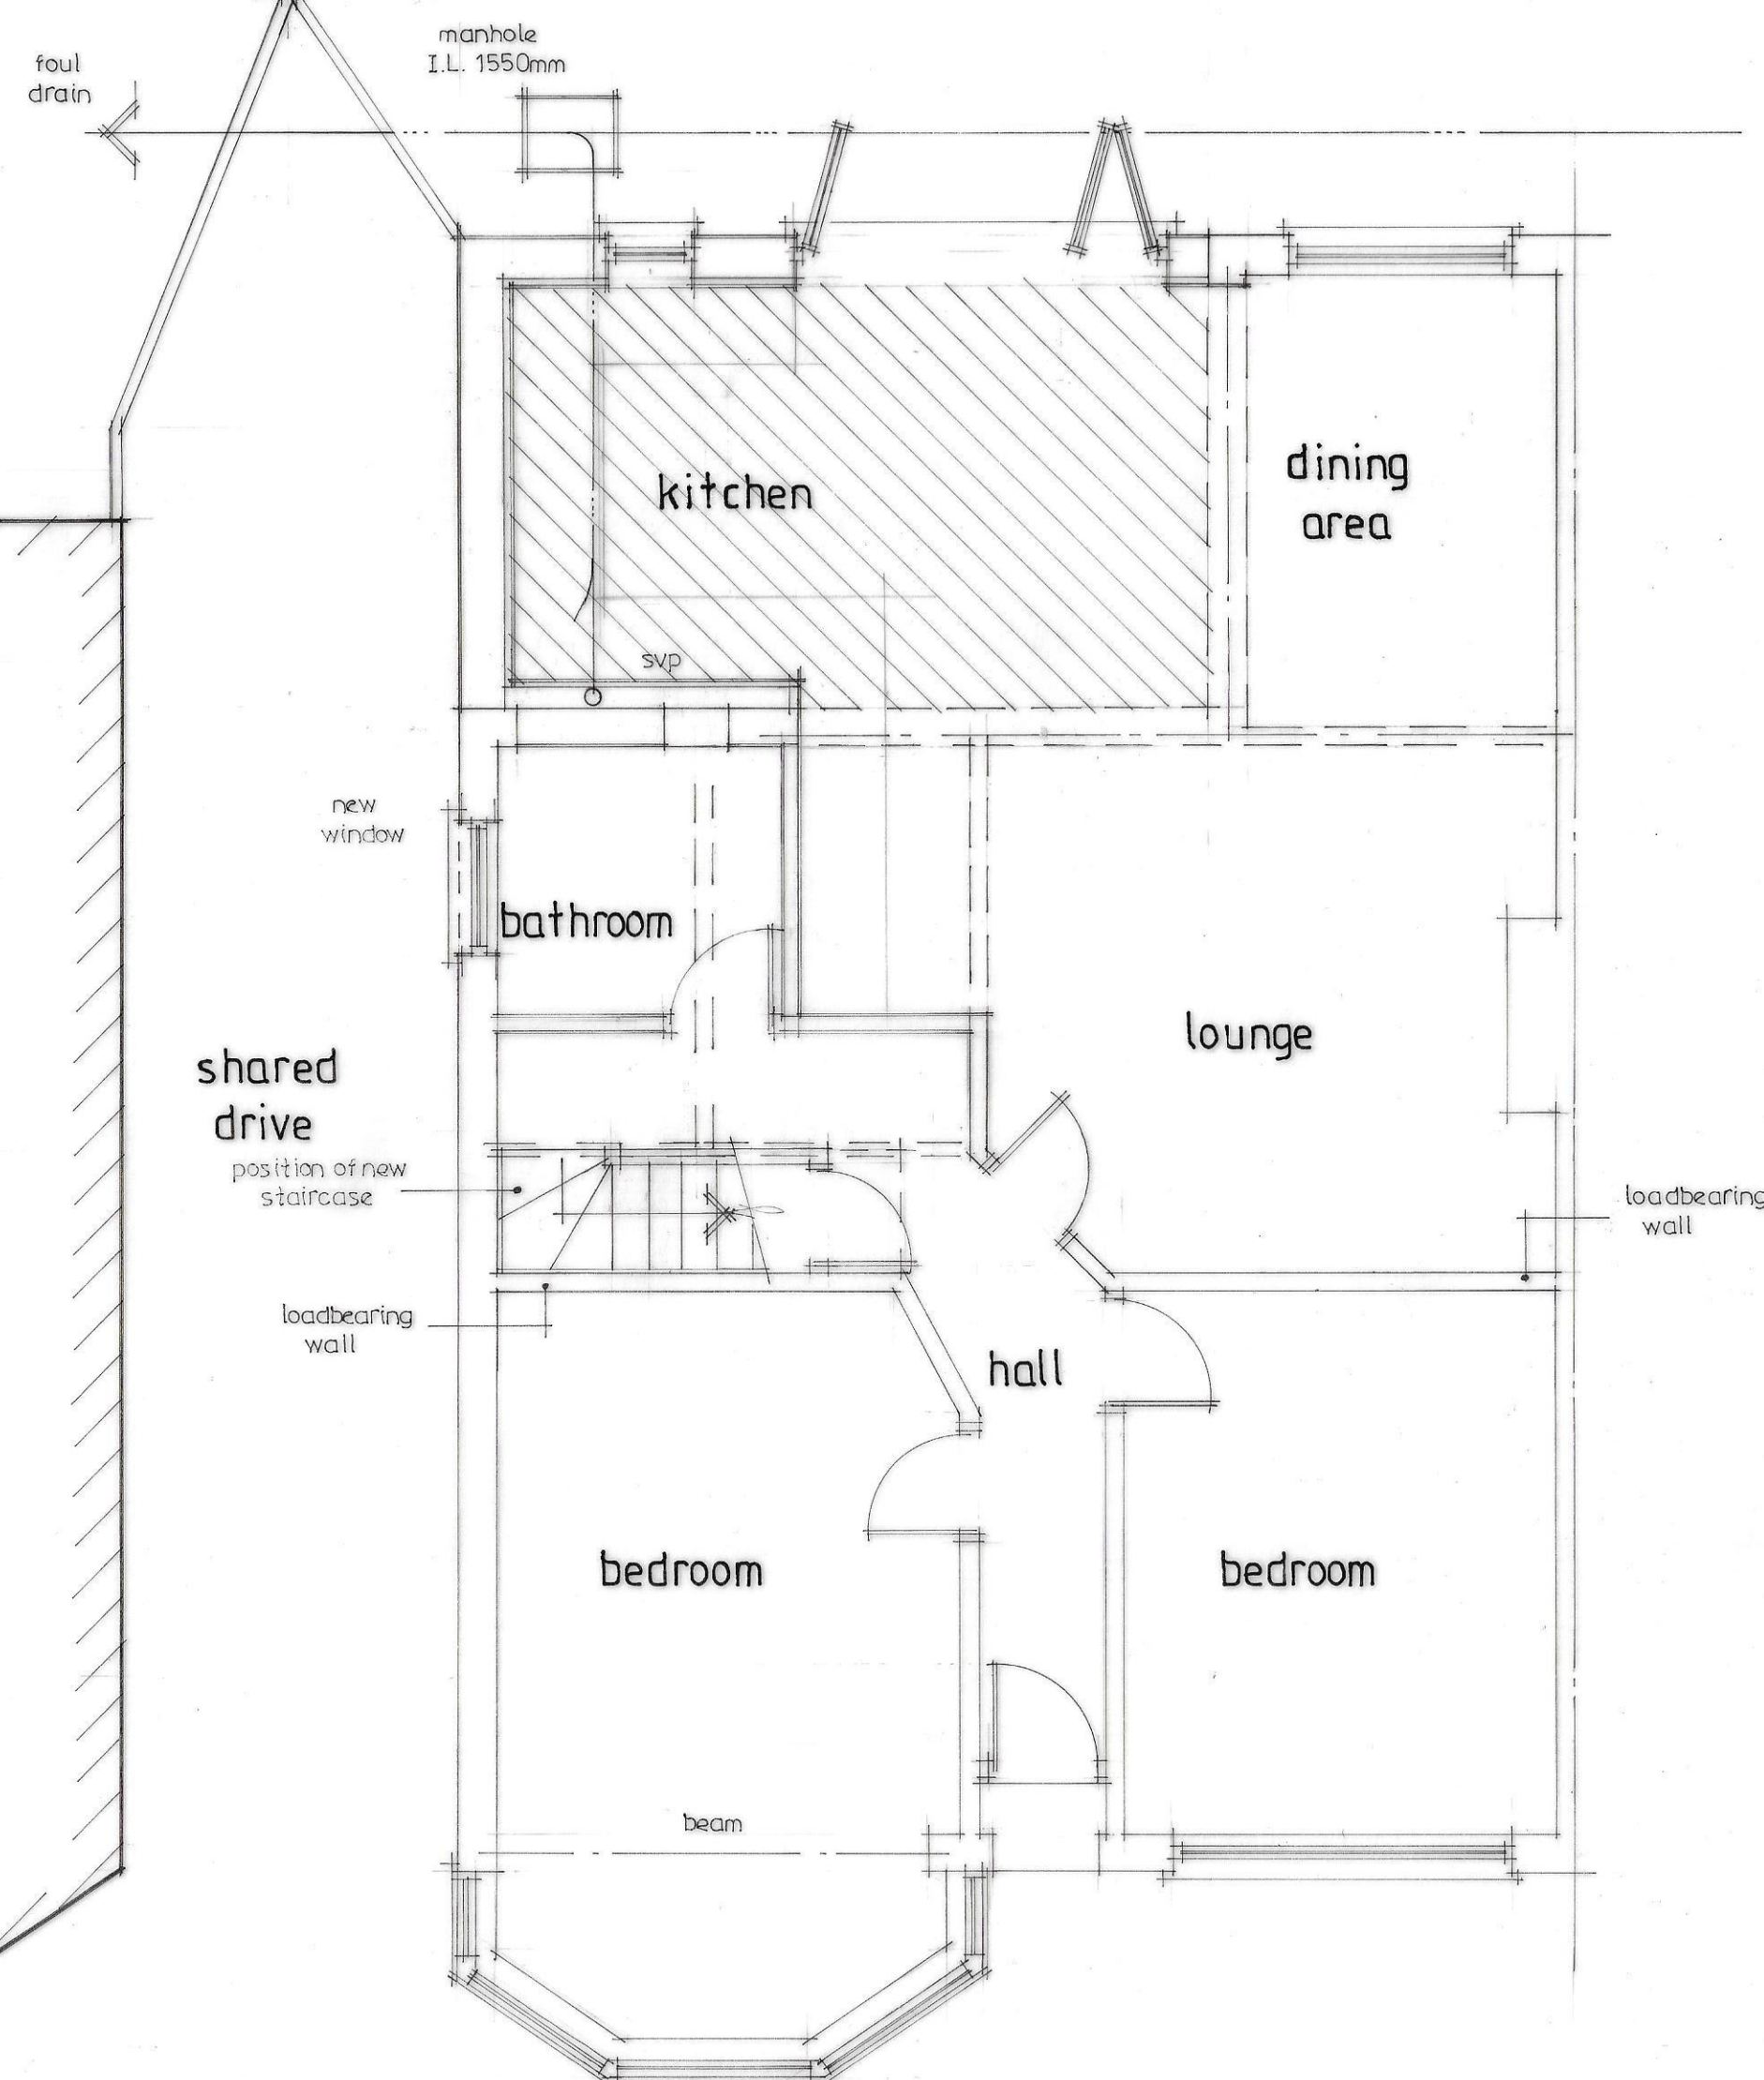 manhole
I.L. 1550mm
foul
drain
kitchen
dining
area
svp
new
window
bathroom
lounge
shared
drive
position of new
staircase
loadbearing
wall
loadbearing
wall
hall
bedroom
bedroom
beam